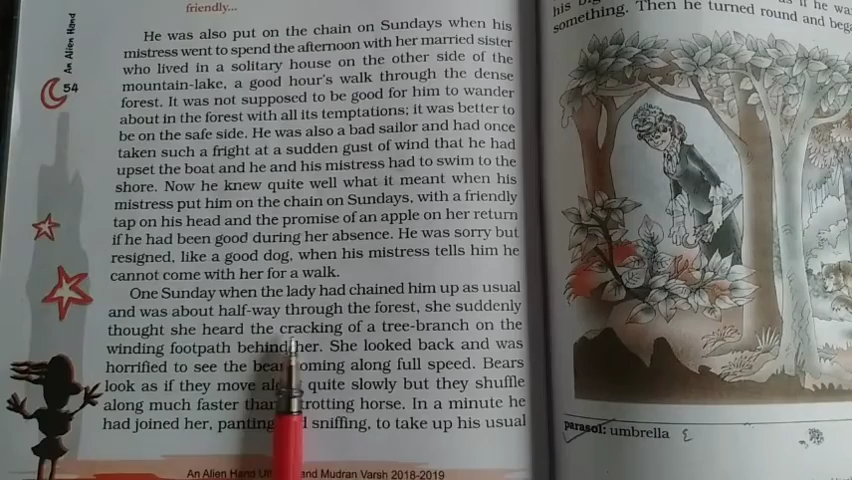 friendly...
He was also put on the chain on Sundays when his
mistress went to spend the afternoon with her married sister
who lived in a solitary house on the other side of the
mountain-lake, a good hour's walk through the dense
forest. It was not supposed to be good for him to wander
about in the forest with all its temptations; it was better to
be on the safe side. He was also a bad sailor and had once
taken such a fright at a sudden gust of wind that he had
upset the boat and he and his mistress had to swim to the
shore. Now he knew quite well what it meant when his
mistress put him on the chain on Sundays, with a friendly
tap on his head and the promise of an apple on her return
if he had been good during her absence. He was sorry but
resigned, like a good dog, when his mistress tells him he
cannot come with her for a walk.
One Sunday when the lady had chained him up as usual
and was about half-way through the forest, she suddenly
thought she heard the cracking of a tree-branch on the
winding footpath behind her. She looked back and was
horrified to see the bear coming along full speed. Bears
look as if they move quite slowly but they shuffle
along much faster than trotting horse. In a minute he
had joined her, panting sniffing, to take up his usual
An Alien Hand
54
An Alien Hand and Mudran Varsh 2018-2019
his as if he
something. Then he turned round and
parasol: umbrella